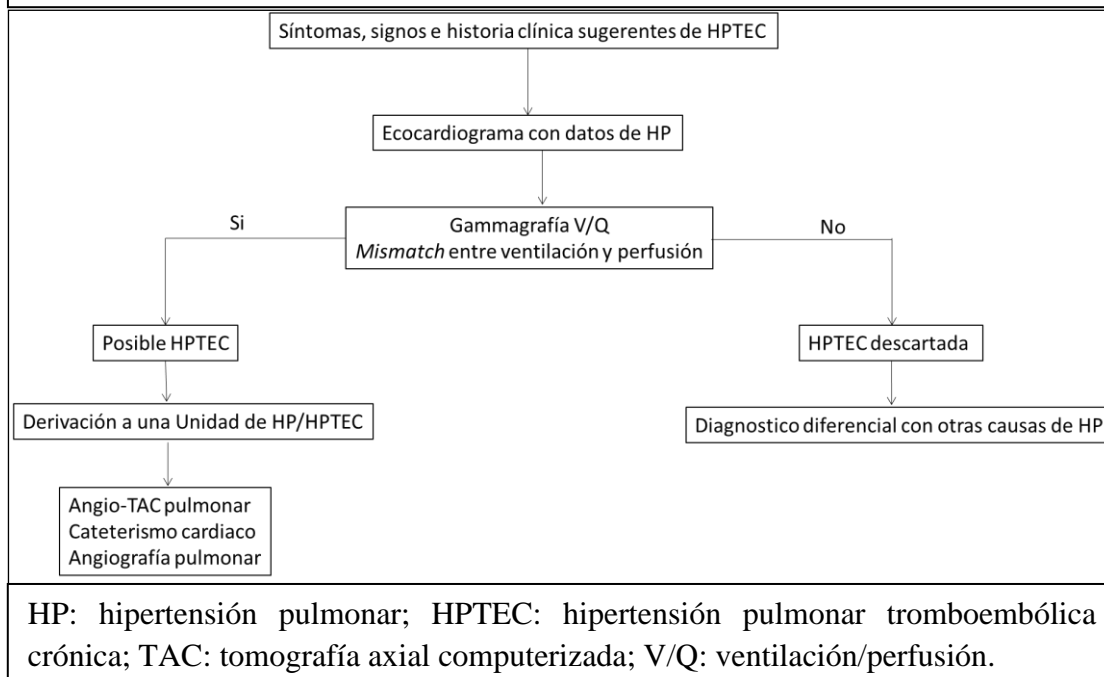 Síntomas, signos e historia clínica sugerentes de HPTEC
Ecocardiograma con datos de HP
Si
Gammagrafía V/Q
No
Mismatch entre ventilación y perfusión
Posible HPTEC
HPTEC descartada
Derivación a una Unidad de HP/HPTEC
Diagnostico diferencial con otras causas de HP
Angio-TAC pulmonar
Cateterismo cardiaco
Angiografía pulmonar
HP: hipertensión pulmonar; HPTEC: hipertensión pulmonar tromboembólica
crónica; TAC: tomografía axial computerizada; V/Q: ventilación/perfusión.